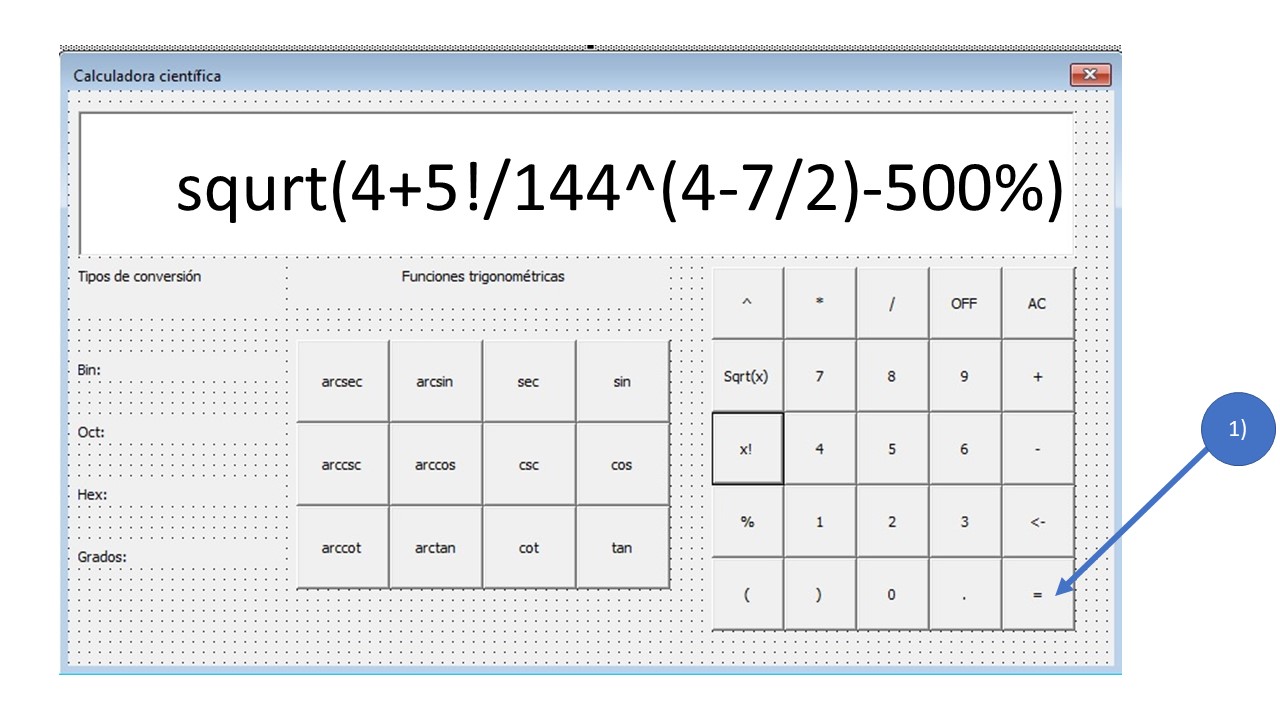 Calculadora científica
squrt(4+5!/144^(4-7/2)-500%)
Tipos de conversión
Funciones trigonométricas
^ * / OFF AC
Bin:
arcsec arcsin sec sin
Sqrt(x) 7 8 9 +
Oct:
arccsc arccos csc cos
x! 4 5 6 -
1)
Hex:
% 1 2 3 <-
Grados:
arccot arctan cot tan
( ) 0 . =